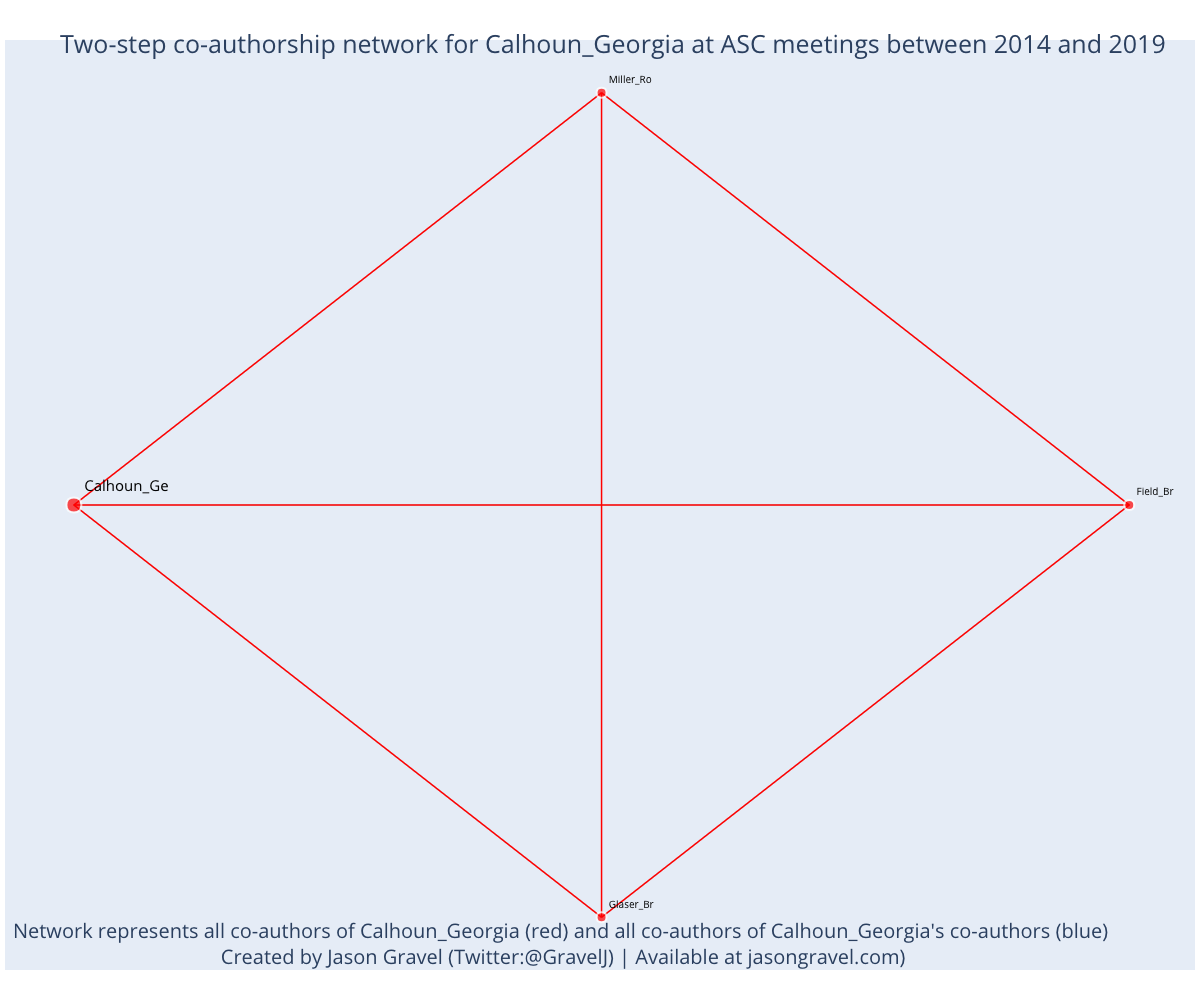 Two-step co-authorship network for Calhoun_Georgia at ASC meetings between 2014 and 2019
Miller_Ro
Calhoun_Ge
Field_Br
Glaser_Br
Network represents all co-authors of Calhoun_Georgia (red) and all co-authors of Calhoun_Georgia's co-authors (blue)
Created by Jason Gravel (Twitter:@GravelJ) | Available at jasongravel.com)